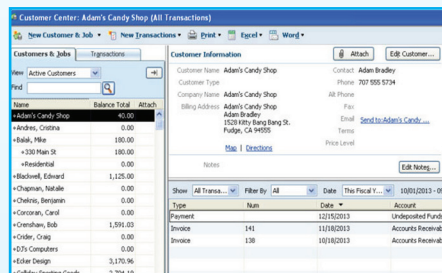 Customer Center: Adam's Candy Shop (All Transactions)
New Customer & Job New Transactions Print Excel Word
Customers & Jobs Transactions
View Active Customers
Find
Name Balance Total Attach
Adam's Candy Shop 40.00
Andres, Cristina 0.00
Balak, Mike 180.00
330 Main St 180.00
Residential 0.00
Blackwell, Edward 1,125.00
Chapman, Natalie 0.00
Cheknis, Benjamin 0.00
Corcoran, Carol 0.00
Crenshaw, Bob 1,591.03
Crider, Craig 0.00
DJ's Computers 0.00
Ecker Design 3,170.96
Customer Information Attach Edit Customer...
Customer Name Adam's Candy Shop
Customer Type
Company Name Adam's Candy Shop
Billing Address Adam's Candy Shop
Adam Bradley
1528 Kitty Bang Bang St.
Fudge, CA 94555
Map | Directions
Contact Adam Bradley
Phone 707 555 5734
Alt Phone
Fax
Email Send to:Adam's Candy ...
Terms
Price Level
Notes Edit Notes...
Show All Transa... Filter By All Date This Fiscal Y... 10/01/2013 - 09
Type Num Date Account
Payment 12/15/2013 Undeposited Funds
Invoice 141 11/18/2013 Accounts Receivab
Invoice 138 10/18/2013 Accounts Receivab